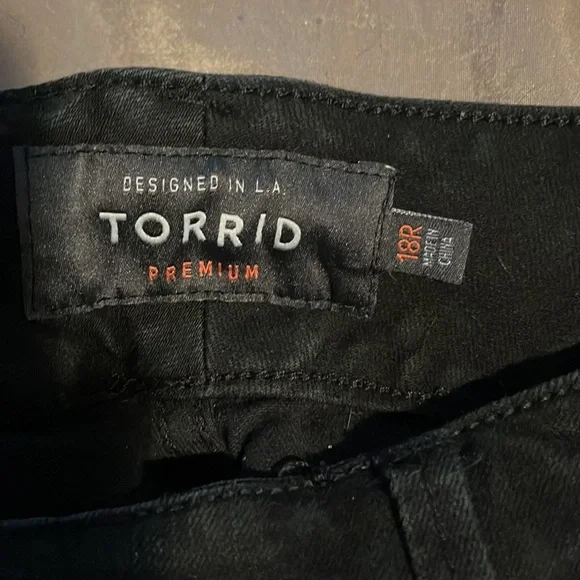 DESIGNED IN L.A.
TORRID
PREMIUM
18R
MADE IN
CHINA